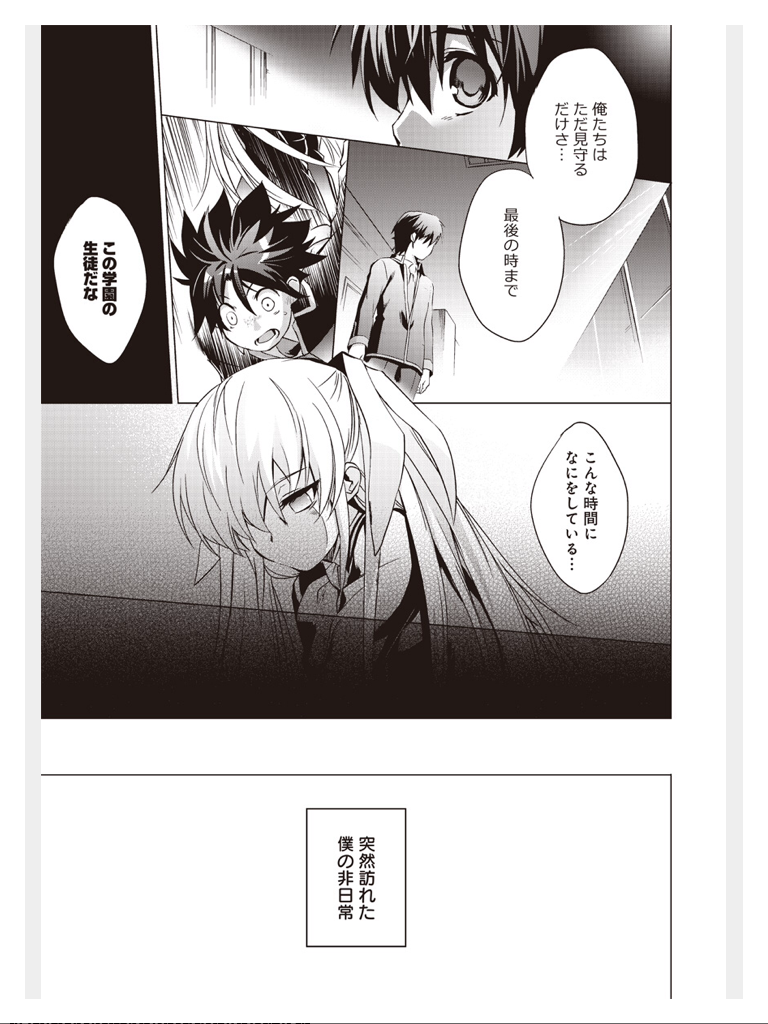 俺たちは
ただ見守る
だけさ…
最後の時まで
この学園の
生徒だな
こんな時間に
なにをしている…
突然訪れた
僕の非日常